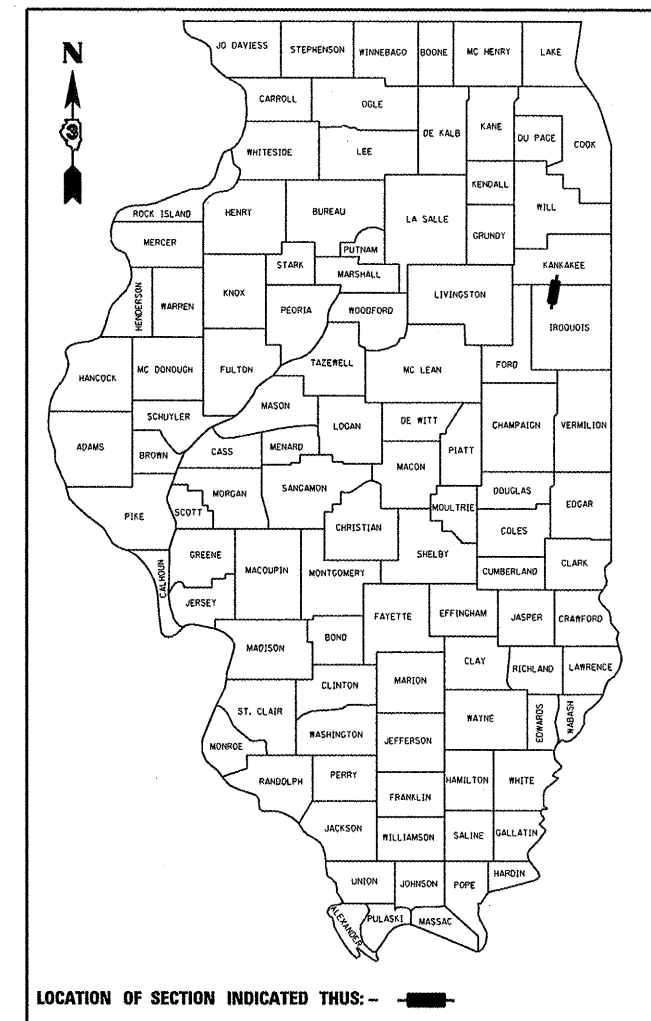 JO DAVIESS STEPHENSON WINNEBAGO BOONE MC HENRY LAKE
N
CARROLL OGLE DE KALB KANE DU PAGE COOK
3
WHITESIDE LEE
KENDALL
ROCK ISLAND HENRY BUREAU LA SALLE GRUNDY WILL
MERCER PUTNAM
STARK MARSHALL KANKAKEE
HENDERSON WARREN KNOX PEORIA WOODFORD LIVINGSTON IROQUOIS
HANCOCK MC DONOUGH FULTON TAZEWELL MC LEAN FORD
SCHUYLER MASON LOGAN DE WITT CHAMPAIGN VERMILION
ADAMS BROWN CASS MENARD PIATT
MACON
PIKE SCOTT MORGAN SANGAMON MOULTRIE DOUGLAS EDGAR
CHRISTIAN COLES
CALHOUN GREENE MACOUPIN MONTGOMERY SHELBY CUMBERLAND CLARK
JERSEY
FAYETTE EFFINGHAM JASPER CRAWFORD
MADISON BOND
CLAY RICHLAND LAWRENCE
CLINTON MARION
ST. CLAIR WAYNE EDWARDS WABASH
WASHINGTON JEFFERSON
MONROE
RANDOLPH PERRY HAMILTON WHITE
FRANKLIN
JACKSON WILLIAMSON SALINE GALLATIN
UNION JOHNSON POPE HARDIN
ALEXANDER PULASKI MASSAC
LOCATION OF SECTION INDICATED THUS: –